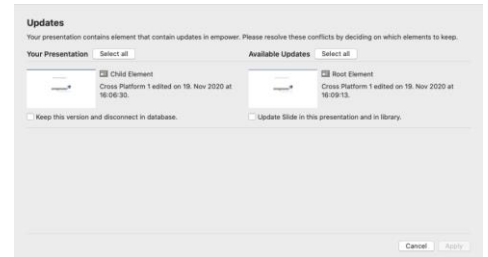 Updates
Your presentation contains element that contain updates in empower. Please resolve these conflicts by deciding on which elements to keep.
Your Presentation Select all
Available Updates Select all
Child Element
Cross Platform 1 edited on 19. Nov 2020 at
16:06:30.
Root Element
Cross Platform 1 edited on 19. Nov 2020 at
16:09:13.
empower
empower
Keep this version and disconnect in database.
Update Slide in this presentation and in library.
Cancel Apply